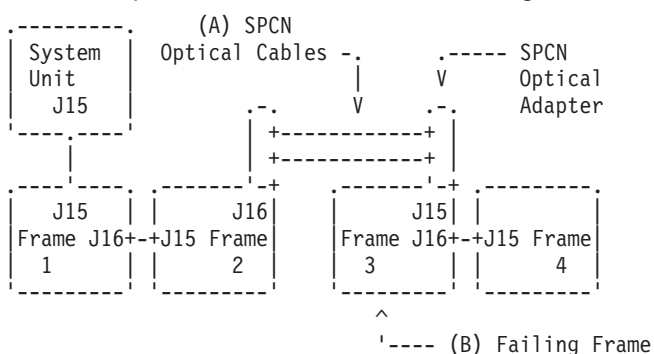 (A) SPCN
System Optical Cables -. .----- SPCN
Unit | V Optical
J15 .-. V .-. Adapter
J15 J16 J15
Frame J16+-+J15 Frame Frame J16+-+J15 Frame
1 2 3 4
^
'---- (B) Failing Frame